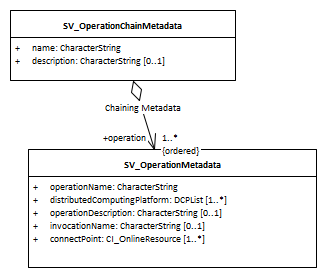 SV_OperationChainMetadata
+ name: CharacterString
+ description: CharacterString [0..1]
Chaining Metadata
+operation 1..*
{ordered}
SV_OperationMetadata
+ operationName: CharacterString
+ distributedComputingPlatform: DCPList [1..*]
+ operationDescription: CharacterString [0..1]
+ invocationName: CharacterString [0..1]
+ connectPoint: CI_OnlineResource [1..*]